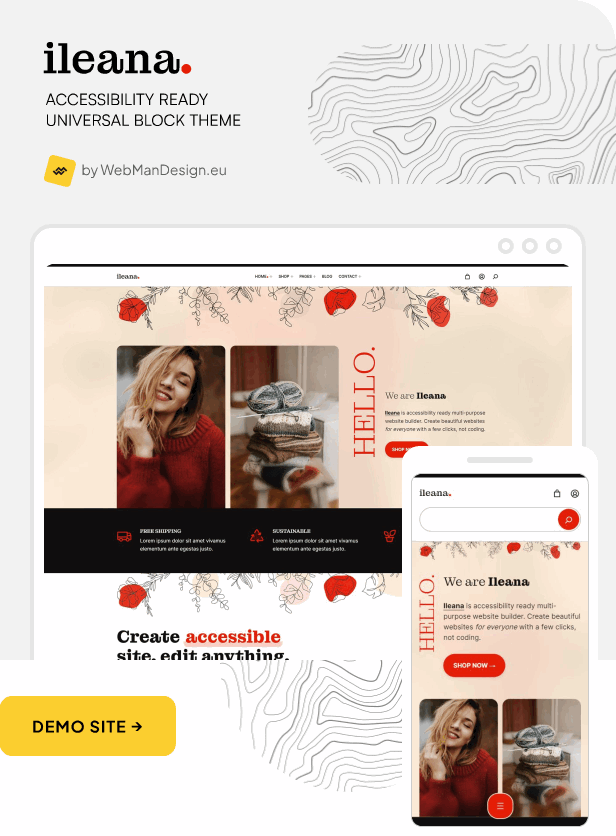 ileana.
ACCESSIBILITY READY
UNIVERSAL BLOCK THEME
by WebManDesign.eu
ileana.
HOME
SHOP
PAGES
BLOG
CONTACT
HELLO.
We are Ileana
Ileana is accessibility ready multi-purpose
website builder. Create beautiful websites
for everyone with a few clicks, not coding.
SHOP
FREE SHIPPING
Lorem ipsum dolor sit amet vivamus
elementum ante egestas justo.
SUSTAINABLE
Lorem ipsum dolor sit amet vivamus
elementum ante egestas justo.
Create accessible
site, edit anything.
ileana.
HELLO.
We are Ileana
Ileana is accessibility ready multi-
purpose website builder. Create beautiful
websites for everyone with a few clicks,
not coding.
SHOP NOW →
DEMO SITE →